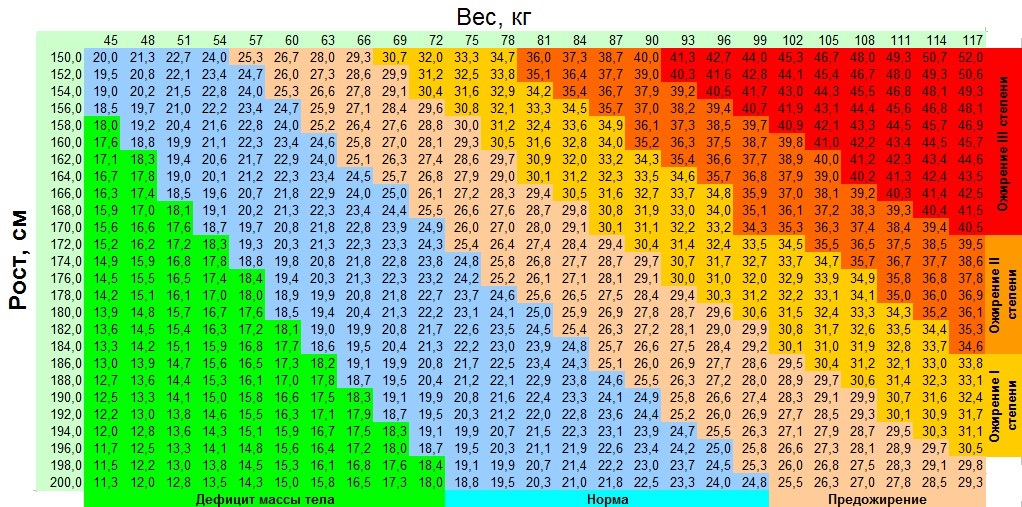 Вес, кг
45 48 51 54 57 60 63 66 69 72 75 78 81 84 87 90 93 96 99 102 105 108 111 114 117
150,0 20,0 21,3 22,7 24,0 25,3 26,7 28,0 29,3 30,7 32,0 33,3 34,7 36,0 37,3 38,7 40,0 41,3 42,7 44,0 45,3 46,7 48,0 49,3 50,7 52,0
152,0 19,5 20,8 22,1 23,4 24,7 26,0 27,3 28,6 29,9 31,2 32,5 33,8 35,1 36,4 37,7 39,0 40,3 41,6 42,8 44,1 45,4 46,7 48,0 49,3 50,6
154,0 19,0 20,2 21,5 22,8 24,0 25,3 26,6 27,8 29,1 30,4 31,6 32,9 34,2 35,4 36,7 37,9 39,2 40,5 41,7 43,0 44,3 45,5 46,8 48,1 49,3
156,0 18,5 19,7 21,0 22,2 23,4 24,7 25,9 27,1 28,4 29,6 30,8 32,1 33,3 34,5 35,7 37,0 38,2 39,4 40,7 41,9 43,1 44,4 45,6 46,8 48,1
158,0 18,0 19,2 20,4 21,6 22,8 24,0 25,2 26,4 27,6 28,8 30,0 31,2 32,4 33,6 34,9 36,1 37,3 38,5 39,7 40,9 42,1 43,3 44,5 45,7 46,9
160,0 17,6 18,8 19,9 21,1 22,3 23,4 24,6 25,8 27,0 28,1 29,3 30,5 31,6 32,8 34,0 35,2 36,3 37,5 38,7 39,8 41,0 42,2 43,4 44,5 45,7
162,0 17,1 18,3 19,4 20,6 21,7 22,9 24,0 25,1 26,3 27,4 28,6 29,7 30,9 32,0 33,2 34,3 35,4 36,6 37,7 38,9 40,0 41,2 42,3 43,4 44,6
164,0 16,7 17,8 19,0 20,1 21,2 22,3 23,4 24,5 25,7 26,8 27,9 29,0 30,1 31,2 32,3 33,5 34,6 35,7 36,8 37,9 39,0 40,2 41,3 42,4 43,5
166,0 16,3 17,4 18,5 19,6 20,7 21,8 22,9 24,0 25,0 26,1 27,2 28,3 29,4 30,5 31,6 32,7 33,7 34,8 35,9 37,0 38,1 39,2 40,3 41,4 42,5
168,0 15,9 17,0 18,1 19,1 20,2 21,3 22,3 23,4 24,4 25,5 26,6 27,6 28,7 29,8 30,8 31,9 33,0 34,0 35,1 36,1 37,2 38,3 39,3 40,4 41,5
170,0 15,6 16,6 17,6 18,7 19,7 20,8 21,8 22,8 23,9 24,9 26,0 27,0 28,0 29,1 30,1 31,1 32,2 33,2 34,3 35,3 36,3 37,4 38,4 39,4 40,5
172,0 15,2 16,2 17,2 18,3 19,3 20,3 21,3 22,3 23,3 24,3 25,4 26,4 27,4 28,4 29,4 30,4 31,4 32,4 33,5 34,5 35,5 36,5 37,5 38,5 39,5
174,0 14,9 15,9 16,8 17,8 18,8 19,8 20,8 21,8 22,8 23,8 24,8 25,8 26,8 27,7 28,7 29,7 30,7 31,7 32,7 33,7 34,7 35,7 36,7 37,7 38,6
176,0 14,5 15,5 16,5 17,4 18,4 19,4 20,3 21,3 22,3 23,2 24,2 25,2 26,1 27,1 28,1 29,1 30,0 31,0 32,0 32,9 33,9 34,9 35,8 36,8 37,8
178,0 14,2 15,1 16,1 17,0 18,0 18,9 19,9 20,8 21,8 22,7 23,7 24,6 25,6 26,5 27,5 28,4 29,4 30,3 31,2 32,2 33,1 34,1 35,0 36,0 36,9
180,0 13,9 14,8 15,7 16,7 17,6 18,5 19,4 20,4 21,3 22,2 23,1 24,1 25,0 25,9 26,9 27,8 28,7 29,6 30,6 31,5 32,4 33,3 34,3 35,2 36,1
182,0 13,6 14,5 15,4 16,3 17,2 18,1 19,0 19,9 20,8 21,7 22,6 23,5 24,5 25,4 26,3 27,2 28,1 29,0 29,9 30,8 31,7 32,6 33,5 34,4 35,3
184,0 13,3 14,2 15,1 15,9 16,8 17,7 18,6 19,5 20,4 21,3 22,2 23,0 23,9 24,8 25,7 26,6 27,5 28,4 29,2 30,1 31,0 31,9 32,8 33,7 34,6
186,0 13,0 13,9 14,7 15,6 16,5 17,3 18,2 19,1 19,9 20,8 21,7 22,5 23,4 24,3 25,1 26,0 26,9 27,7 28,6 29,5 30,4 31,2 32,1 33,0 33,8
188,0 12,7 13,6 14,4 15,3 16,1 17,0 17,8 18,7 19,5 20,4 21,2 22,1 22,9 23,8 24,6 25,5 26,3 27,2 28,0 28,9 29,7 30,6 31,4 32,3 33,1
190,0 12,5 13,3 14,1 15,0 15,8 16,6 17,5 18,3 19,1 19,9 20,8 21,6 22,4 23,3 24,1 24,9 25,8 26,6 27,4 28,3 29,1 29,9 30,7 31,6 32,4
192,0 12,2 13,0 13,8 14,6 15,5 16,3 17,1 17,9 18,7 19,5 20,3 21,2 22,0 22,8 23,6 24,4 25,2 26,0 26,9 27,7 28,5 29,3 30,1 30,9 31,7
194,0 12,0 12,8 13,6 14,3 15,1 15,9 16,7 17,5 18,3 19,1 19,9 20,7 21,5 22,3 23,1 23,9 24,7 25,5 26,3 27,1 27,9 28,7 29,5 30,3 31,1
196,0 11,7 12,5 13,3 14,1 14,8 15,6 16,4 17,2 18,0 18,7 19,5 20,3 21,1 21,9 22,6 23,4 24,2 25,0 25,8 26,6 27,3 28,1 28,9 29,7 30,5
198,0 11,5 12,2 13,0 13,8 14,5 15,3 16,1 16,8 17,6 18,4 19,1 19,9 20,7 21,4 22,2 23,0 23,7 24,5 25,3 26,0 26,8 27,5 28,3 29,1 29,8
200,0 11,3 12,0 12,8 13,5 14,3 15,0 15,8 16,5 17,3 18,0 18,8 19,5 20,3 21,0 21,8 22,5 23,3 24,0 24,8 25,5 26,3 27,0 27,8 28,5 29,3
Дефицит массы тела Норма Предожирение
Рост, см
Ожирение III степени
Ожирение II
степени
Ожирение I
степени